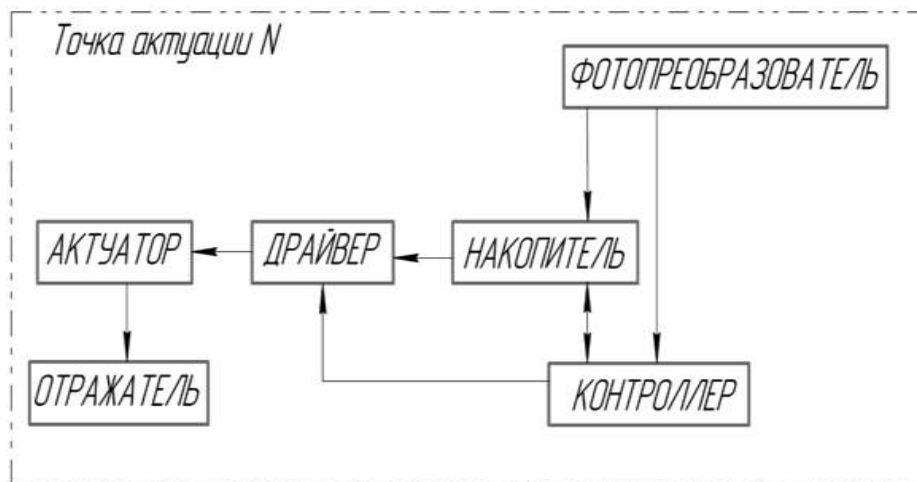 Точка актуации N
ФОТОПРЕОБРАЗОВАТЕЛЬ
АКТУАТОР
ДРАЙВЕР
НАКОПИТЕЛЬ
ОТРАЖАТЕЛЬ
КОНТРОЛЛЕР